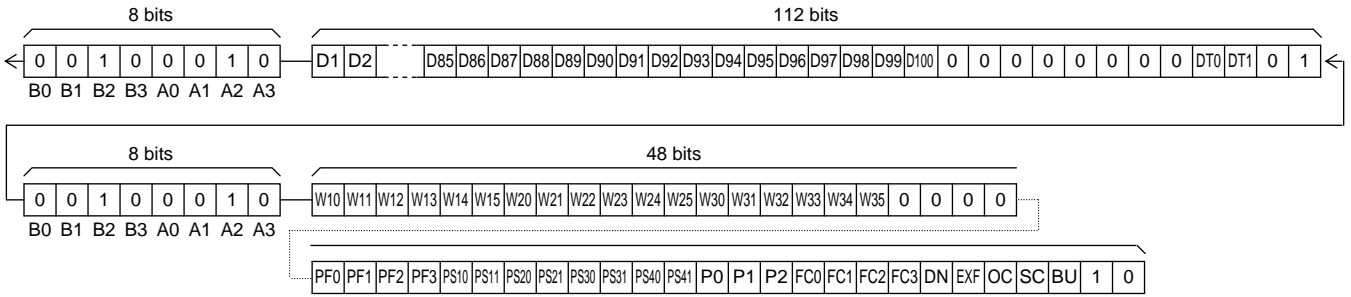 8 bits 112 bits
0 0 1 0 0 0 1 0 D1 D2 D85 D86 D87 D88 D89 D90 D91 D92 D93 D94 D95 D96 D97 D98 D99 D100 0 0 0 0 0 0 0 0 DT0 DT1 0 1
B0 B1 B2 B3 A0 A1 A2 A3
8 bits 48 bits
0 0 1 0 0 0 1 0 W10 W11 W12 W13 W14 W15 W20 W21 W22 W23 W24 W25 W30 W31 W32 W33 W34 W35 0 0 0 0
B0 B1 B2 B3 A0 A1 A2 A3
PF0 PF1 PF2 PF3 PS10 PS11 PS20 PS21 PS30 PS31 PS40 PS41 P0 P1 P2 FC0 FC1 FC2 FC3 DN EXF OC SC BU 1 0